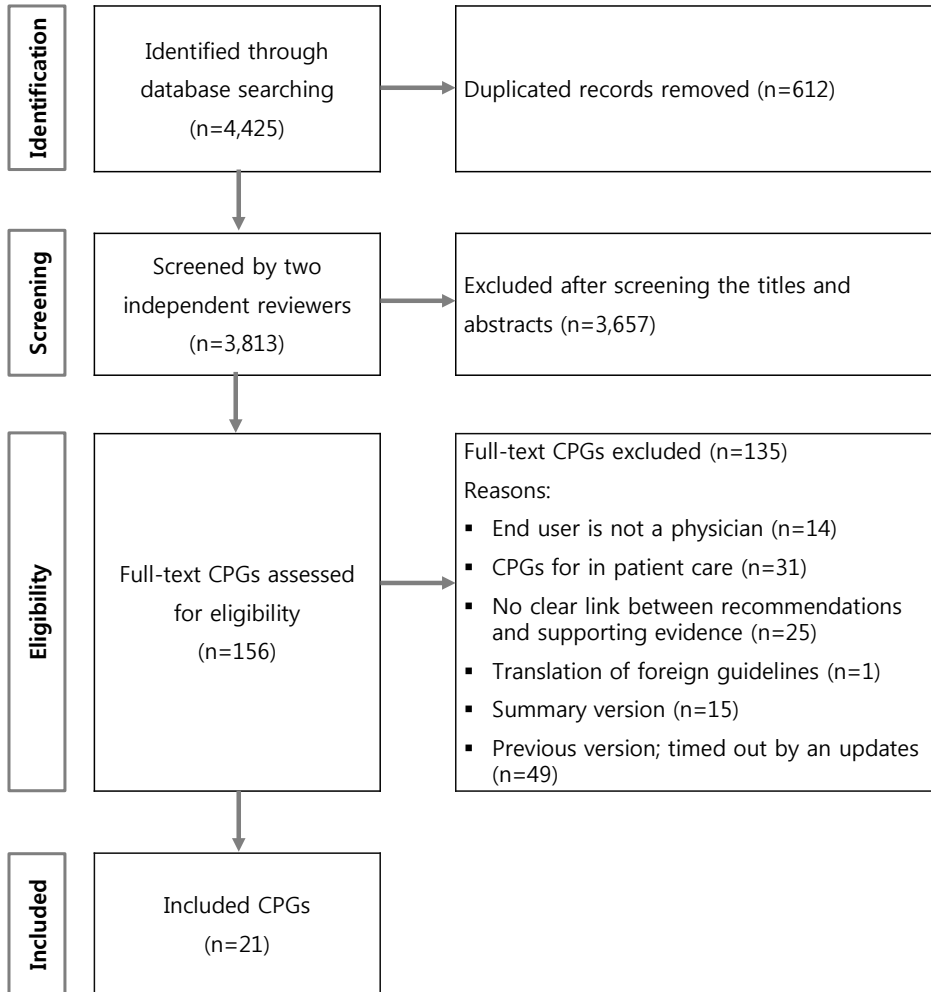 Identification
Identified through
database searching
(n=4,425)
Duplicated records removed (n=612)
Screening
Screened by two
independent reviewers
(n=3,813)
Excluded after screening the titles and
abstracts (n=3,657)
Eligibility
Full-text CPGs assessed
for eligibility
(n=156)
Full-text CPGs excluded (n=135)
Reasons:
▪ End user is not a physician (n=14)
▪ CPGs for in patient care (n=31)
▪ No clear link between recommendations
and supporting evidence (n=25)
▪ Translation of foreign guidelines (n=1)
▪ Summary version (n=15)
▪ Previous version; timed out by an updates
(n=49)
Included
Included CPGs
(n=21)